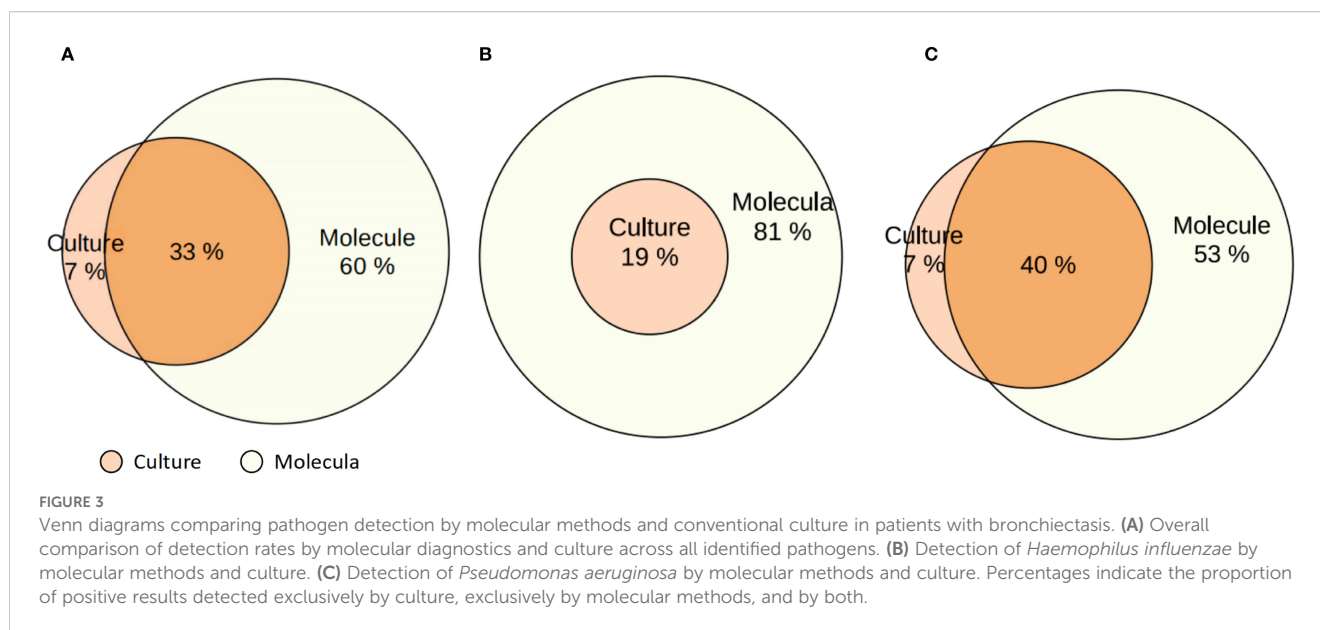 A
B
C
Culture
7 %
33 %
Molecule
60 %
Culture
19 %
Molecula
81 %
Culture
7 %
40 %
Molecule
53 %
Culture
Molecula
FIGURE 3
Venn diagrams comparing pathogen detection by molecular methods and conventional culture in patients with bronchiectasis. (A) Overall
comparison of detection rates by molecular diagnostics and culture across all identified pathogens. (B) Detection of Haemophilus influenzae by
molecular methods and culture. (C) Detection of Pseudomonas aeruginosa by molecular methods and culture. Percentages indicate the proportion
of positive results detected exclusively by culture, exclusively by molecular methods, and by both.